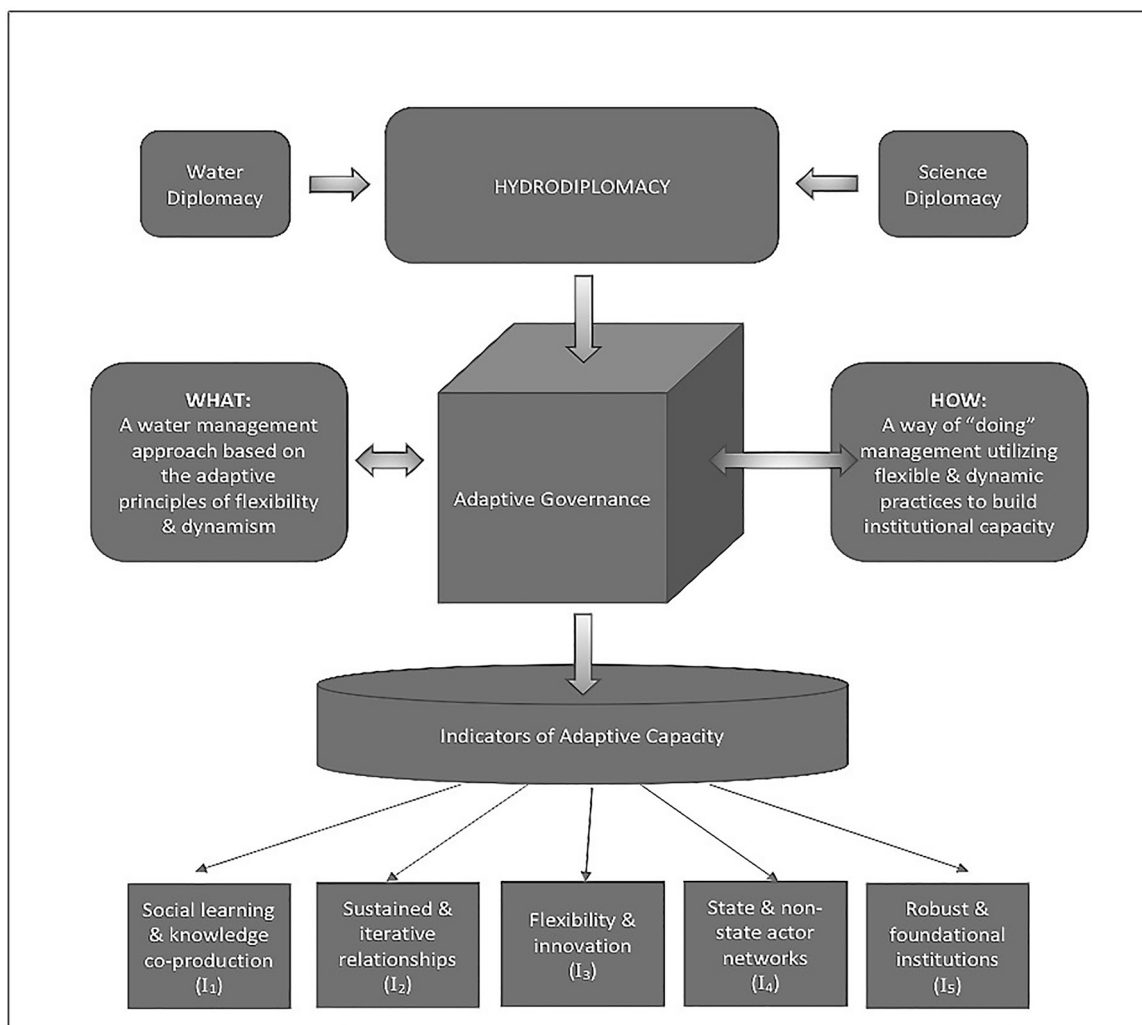 Water
Diplomacy
HYDRODIPLOMACY
Science
Diplomacy
WHAT:
A water management
approach based on
the adaptive
principles of flexibility
& dynamism
Adaptive Governance
HOW:
A way of “doing”
management utilizing
flexible & dynamic
practices to build
institutional capacity
Indicators of Adaptive Capacity
Social learning
& knowledge
co-production
(I₁)
Sustained &
iterative
relationships
(I₂)
Flexibility &
innovation
(I₃)
State & non-
state actor
networks
(I₄)
Robust &
foundational
institutions
(I₅)